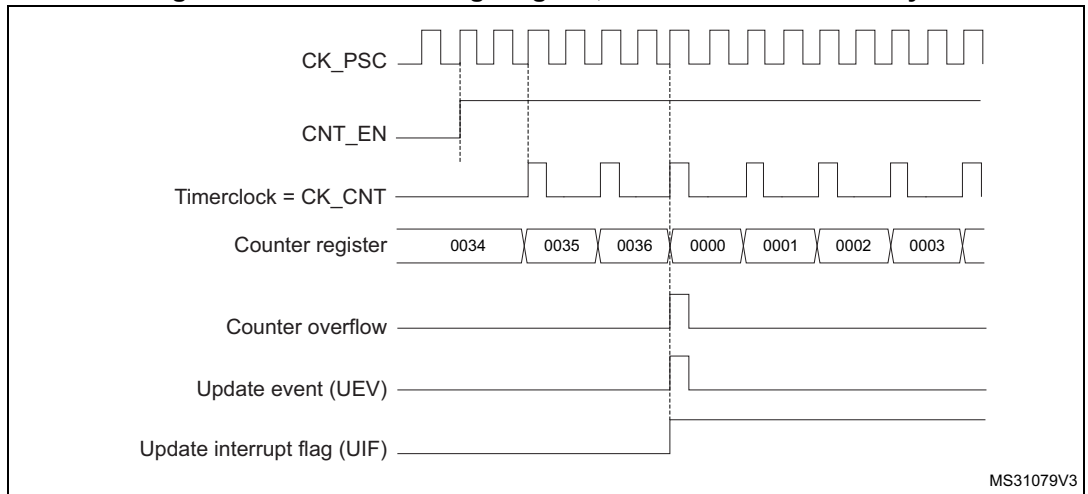 CK_PSC
CNT_EN
Timerclock = CK_CNT
Counter register 0034 0035 0036 0000 0001 0002 0003
Counter overflow
Update event (UEV)
Update interrupt flag (UIF)
MS31079V3